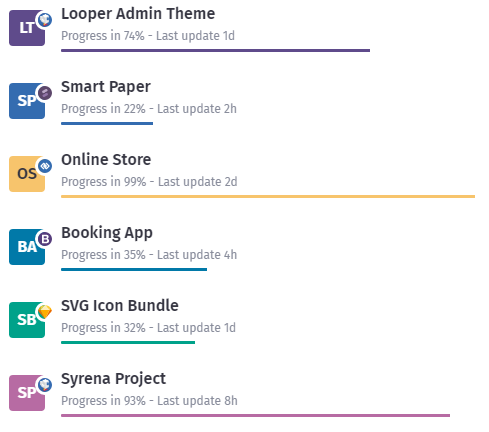 LT
Looper Admin Theme
Progress in 74% - Last update 1d
SP
Smart Paper
Progress in 22% - Last update 2h
OS
Online Store
Progress in 99% - Last update 2d
BA
B
Booking App
Progress in 35% - Last update 4h
SB
SVG Icon Bundle
Progress in 32% - Last update 1d
SP
Syrena Project
Progress in 93% - Last update 8h